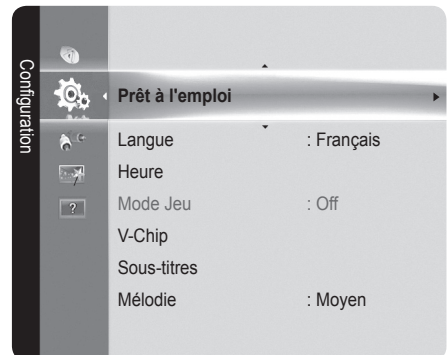 Configuration
Prêt à l'emploi
Langue : Français
Heure
Mode Jeu : Off
V-Chip
Sous-titres
Mélodie : Moyen
?